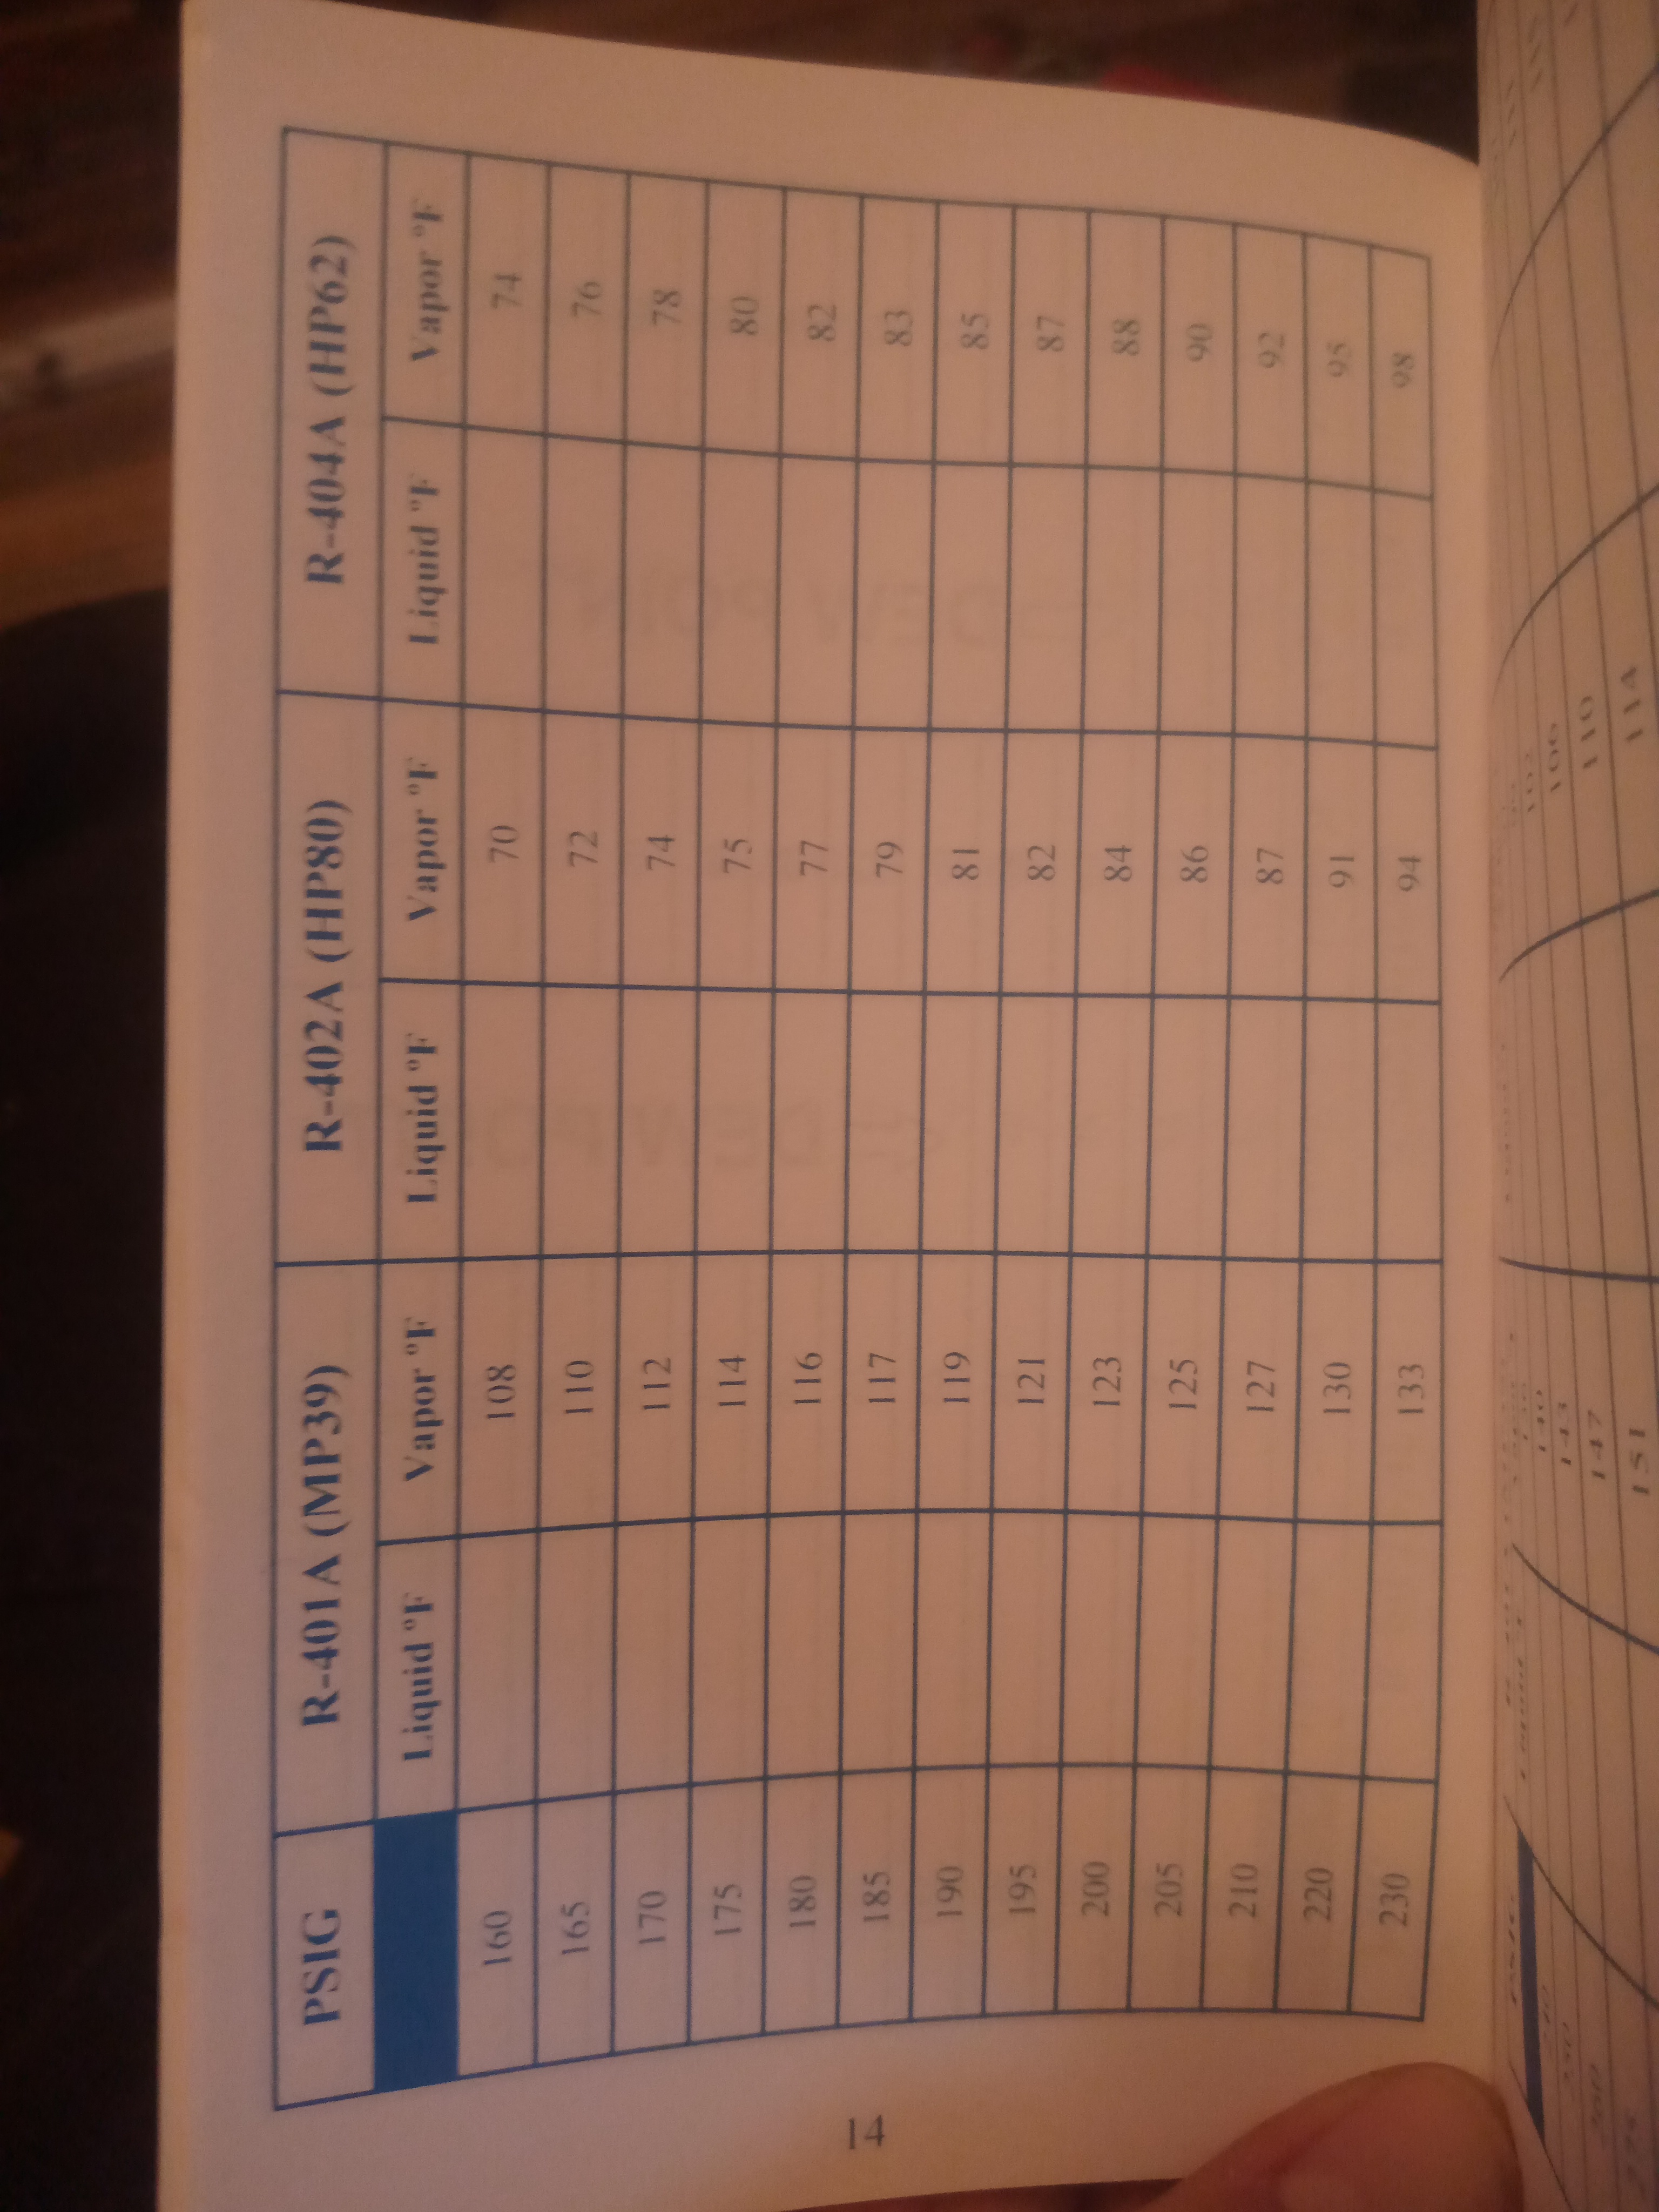 PSIG R-401A (MP39) R-402A (HP80) R-404A (HP62)
Liquid °F Vapor °F Liquid °F Vapor °F Liquid °F Vapor °F
160 108 70 74
165 110 72 76
170 112 74 78
175 114 75 80
180 116 77 82
185 117 79 83
190 119 81 85
195 121 82 87
200 123 84 88
205 125 86 90
210 127 87 92
220 130 91 95
230 133 94 98
14
143 106
147 110
151 114